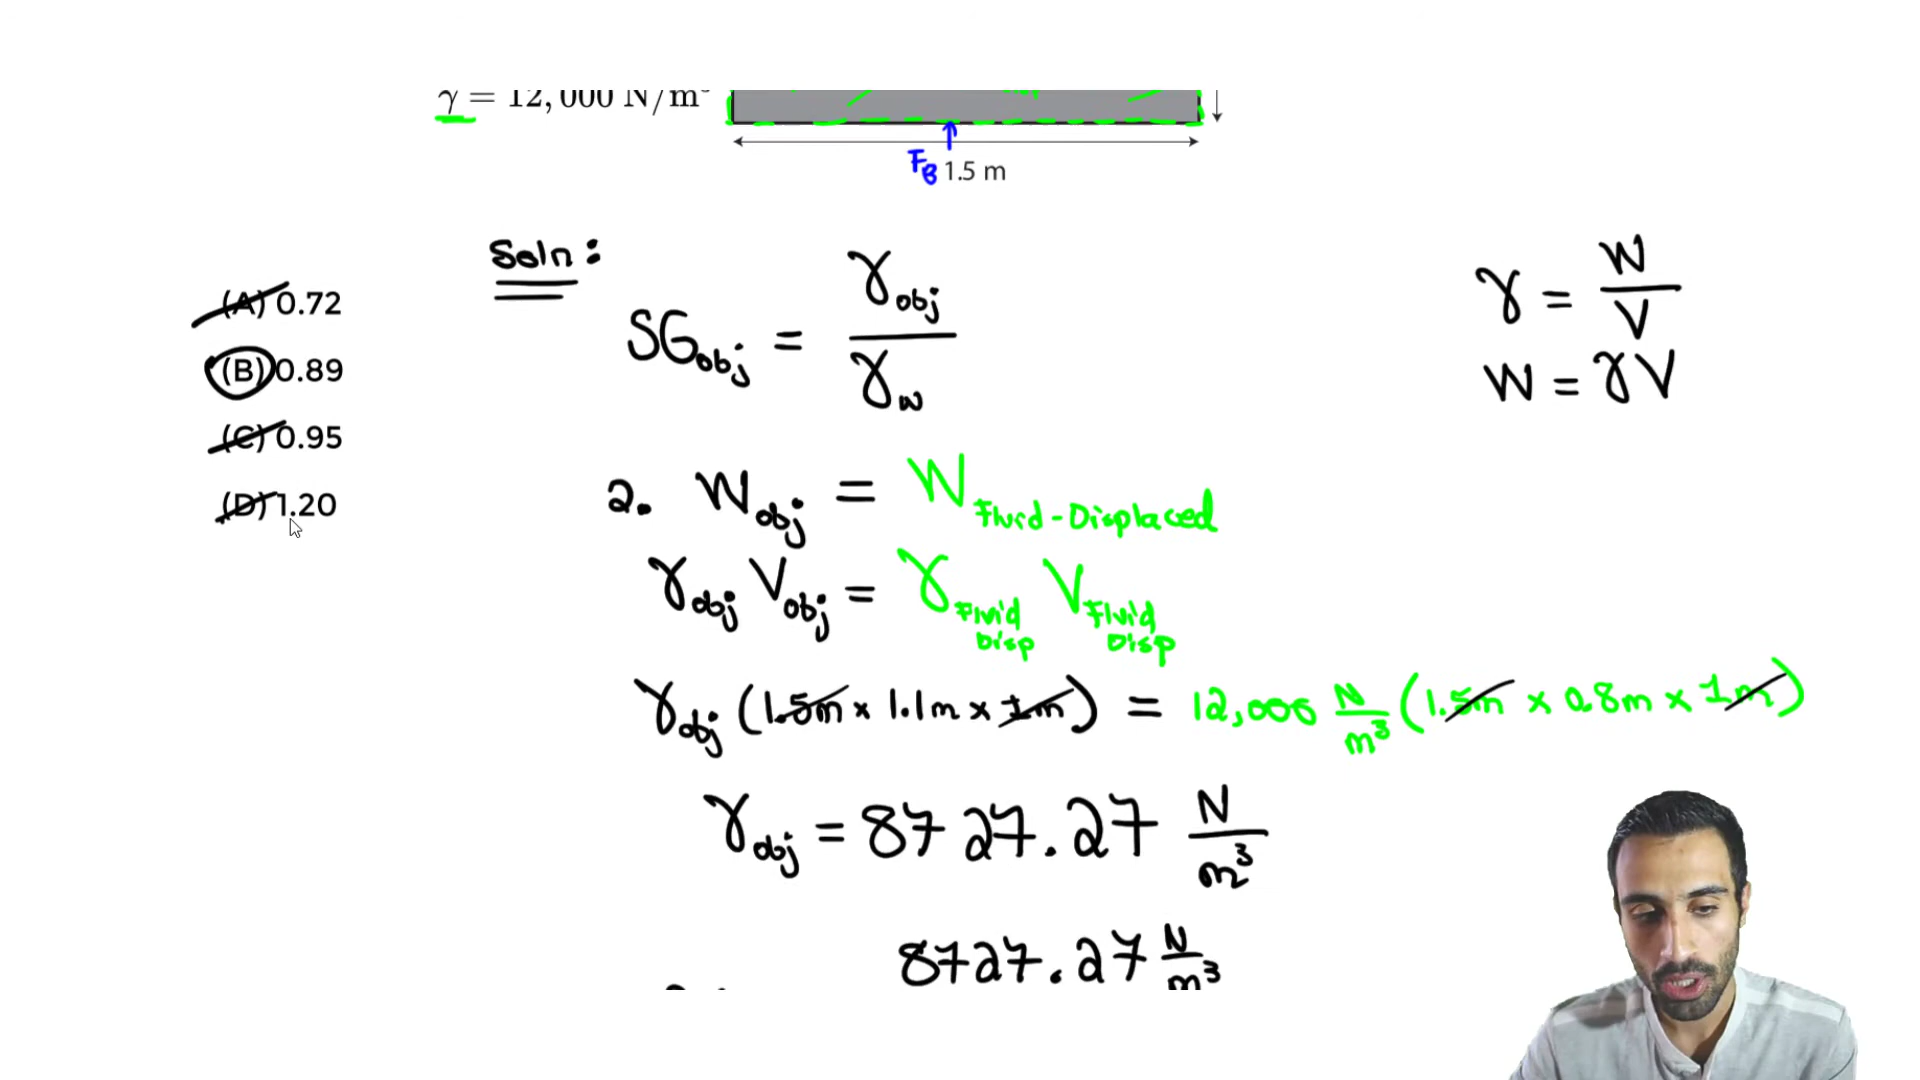 γ = 12,000 N/m³
F_B 1.5 m
Soln:
SG_obj = γ_obj / γ_w
γ = W / V
W = γV
(A) 0.72
(B) 0.89
(C) 0.95
(D) 1.20
2. W_obj = W_Fluid-Displaced
γ_obj V_obj = γ_Fluid Disp V_Fluid Disp
γ_obj (1.5m x 1.1m x 1m) = 12,000 N/m³ (1.5m x 0.8m x 1m)
γ_obj = 8727.27 N/m³
8727.27 N/m³